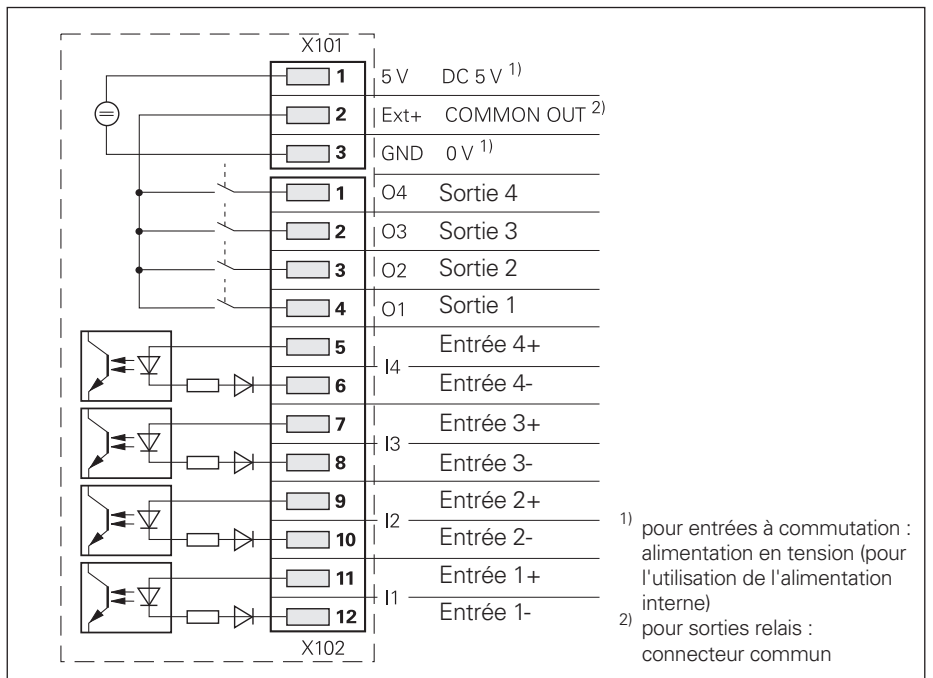 X101
1 5 V DC 5 V 1)
2 Ext+ COMMON OUT 2)
3 GND 0 V 1)
1 O4 Sortie 4
2 O3 Sortie 3
3 O2 Sortie 2
4 O1 Sortie 1
5 Entrée 4+
I4
6 Entrée 4-
7 Entrée 3+
I3
8 Entrée 3-
9 Entrée 2+
I2
10 Entrée 2-
11 Entrée 1+
I1
12 Entrée 1-
X102
1) pour entrées à commutation :
alimentation en tension (pour
l'utilisation de l'alimentation
interne)
2) pour sorties relais :
connecteur commun